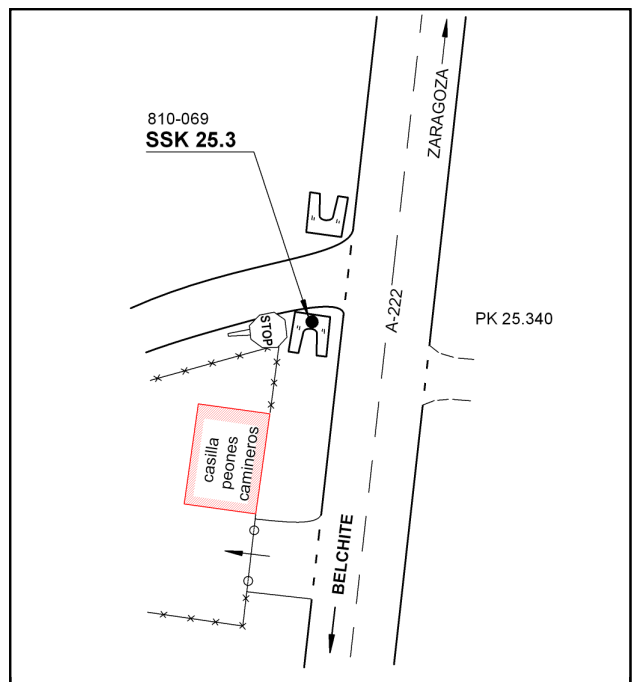 ZARAGOZA
810-069
SSK 25.3
A-222
PK 25.340
STOP
casilla
peones
camineros
BELCHITE